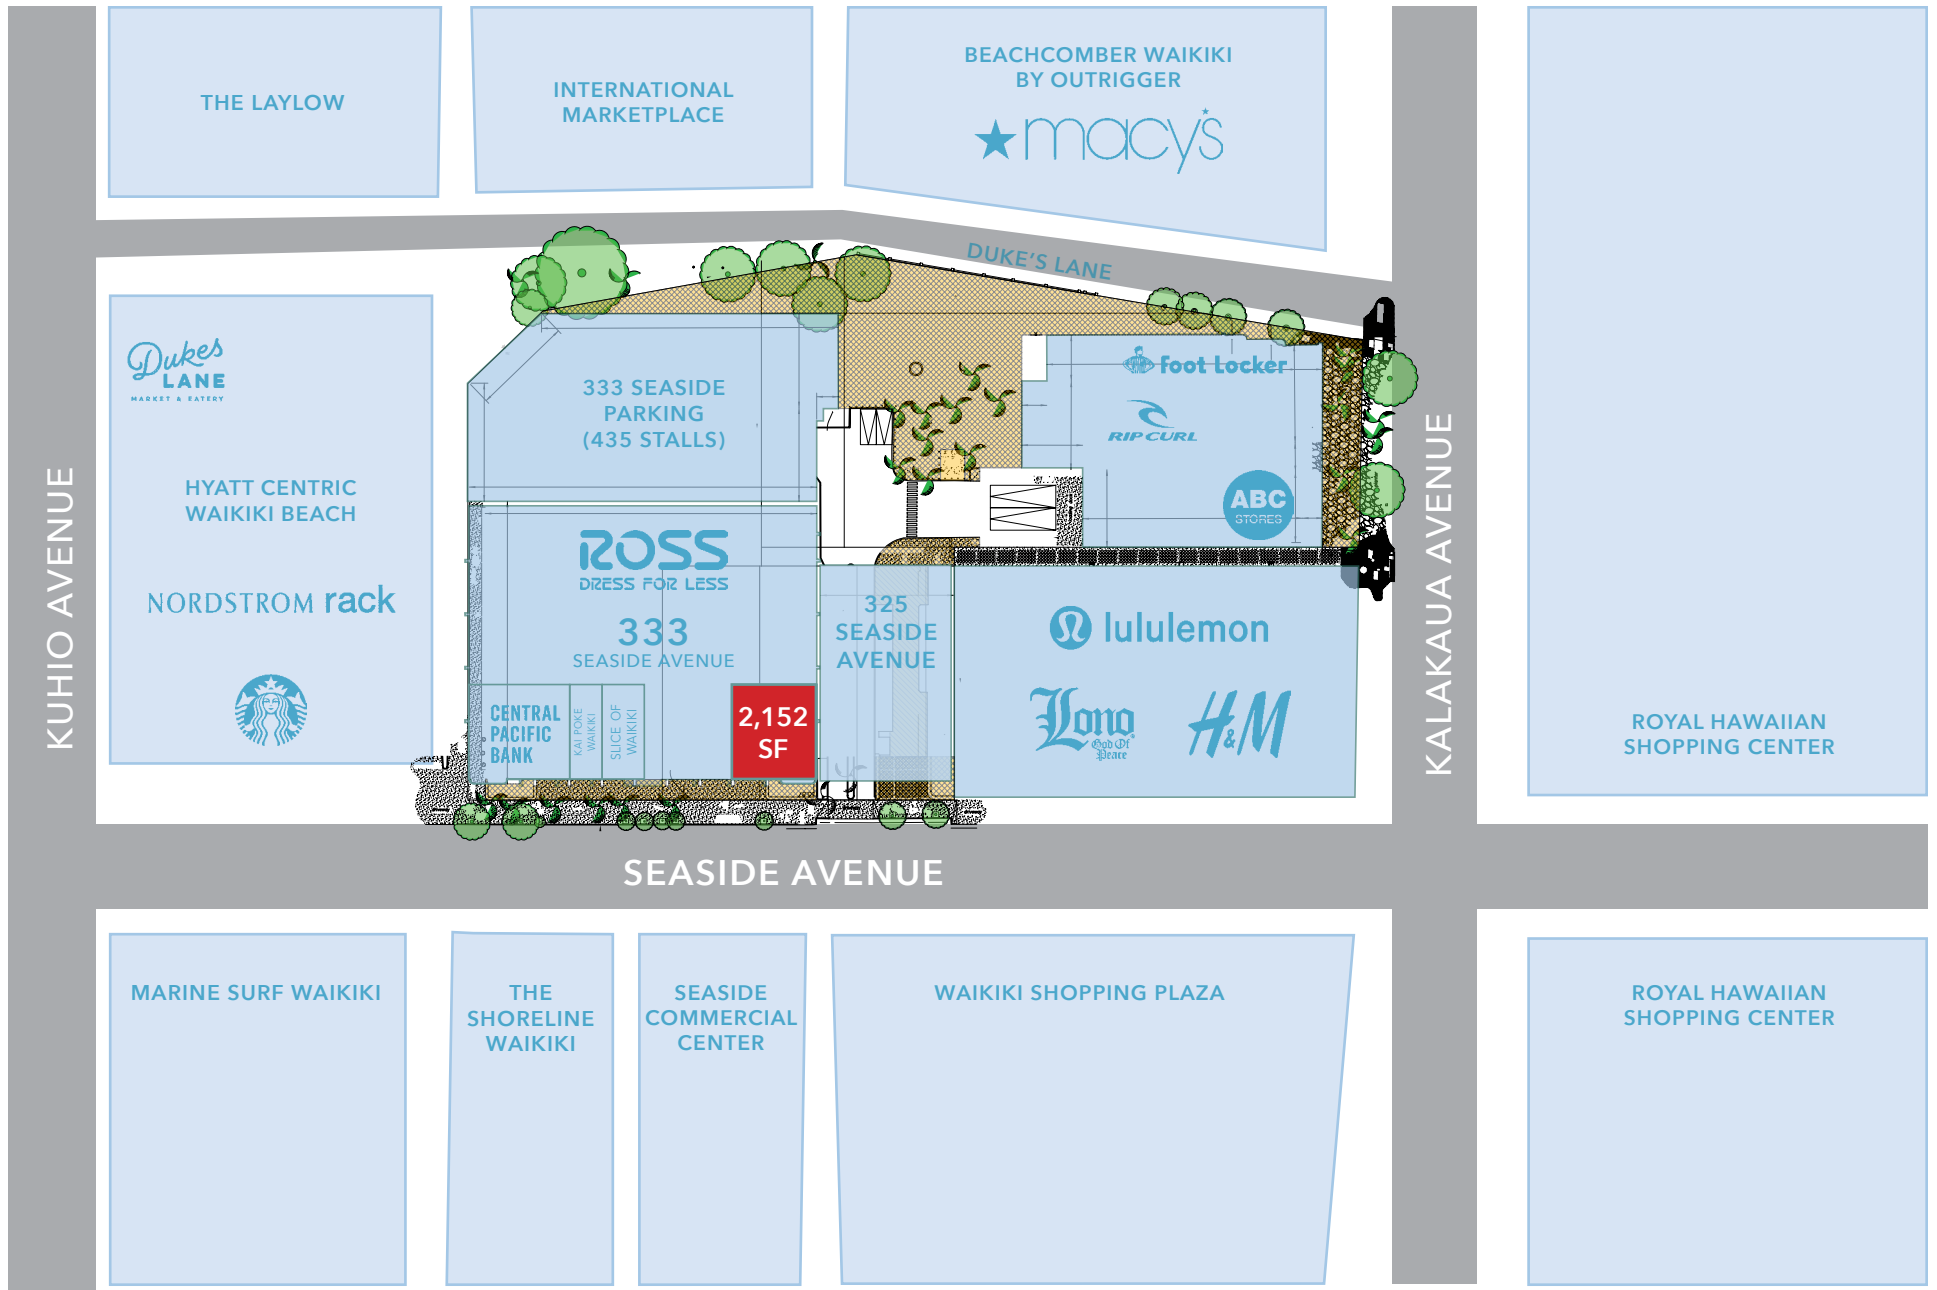 THE LAYLOW
INTERNATIONAL
MARKETPLACE
BEACHCOMBER WAIKIKI
BY OUTRIGGER
macy's
DUKE'S LANE
Dukes
LANE
MARKET & EATERY
HYATT CENTRIC
WAIKIKI BEACH
NORDSTROM rack
KUHIO AVENUE
333 SEASIDE
PARKING
(435 STALLS)
Foot Locker
RIP CURL
ABC
STORES
KALAKAUA AVENUE
ROSS
DRESS FOR LESS
333
SEASIDE AVENUE
325
SEASIDE
AVENUE
CENTRAL
PACIFIC
BANK
KAI POKE
WAIKIKI
SLICE OF
WAIKIKI
2,152
SF
lululemon
Lono
God Of
Peace
H&M
ROYAL HAWAIIAN
SHOPPING CENTER
SEASIDE AVENUE
MARINE SURF WAIKIKI
THE
SHORELINE
WAIKIKI
SEASIDE
COMMERCIAL
CENTER
WAIKIKI SHOPPING PLAZA
ROYAL HAWAIIAN
SHOPPING CENTER